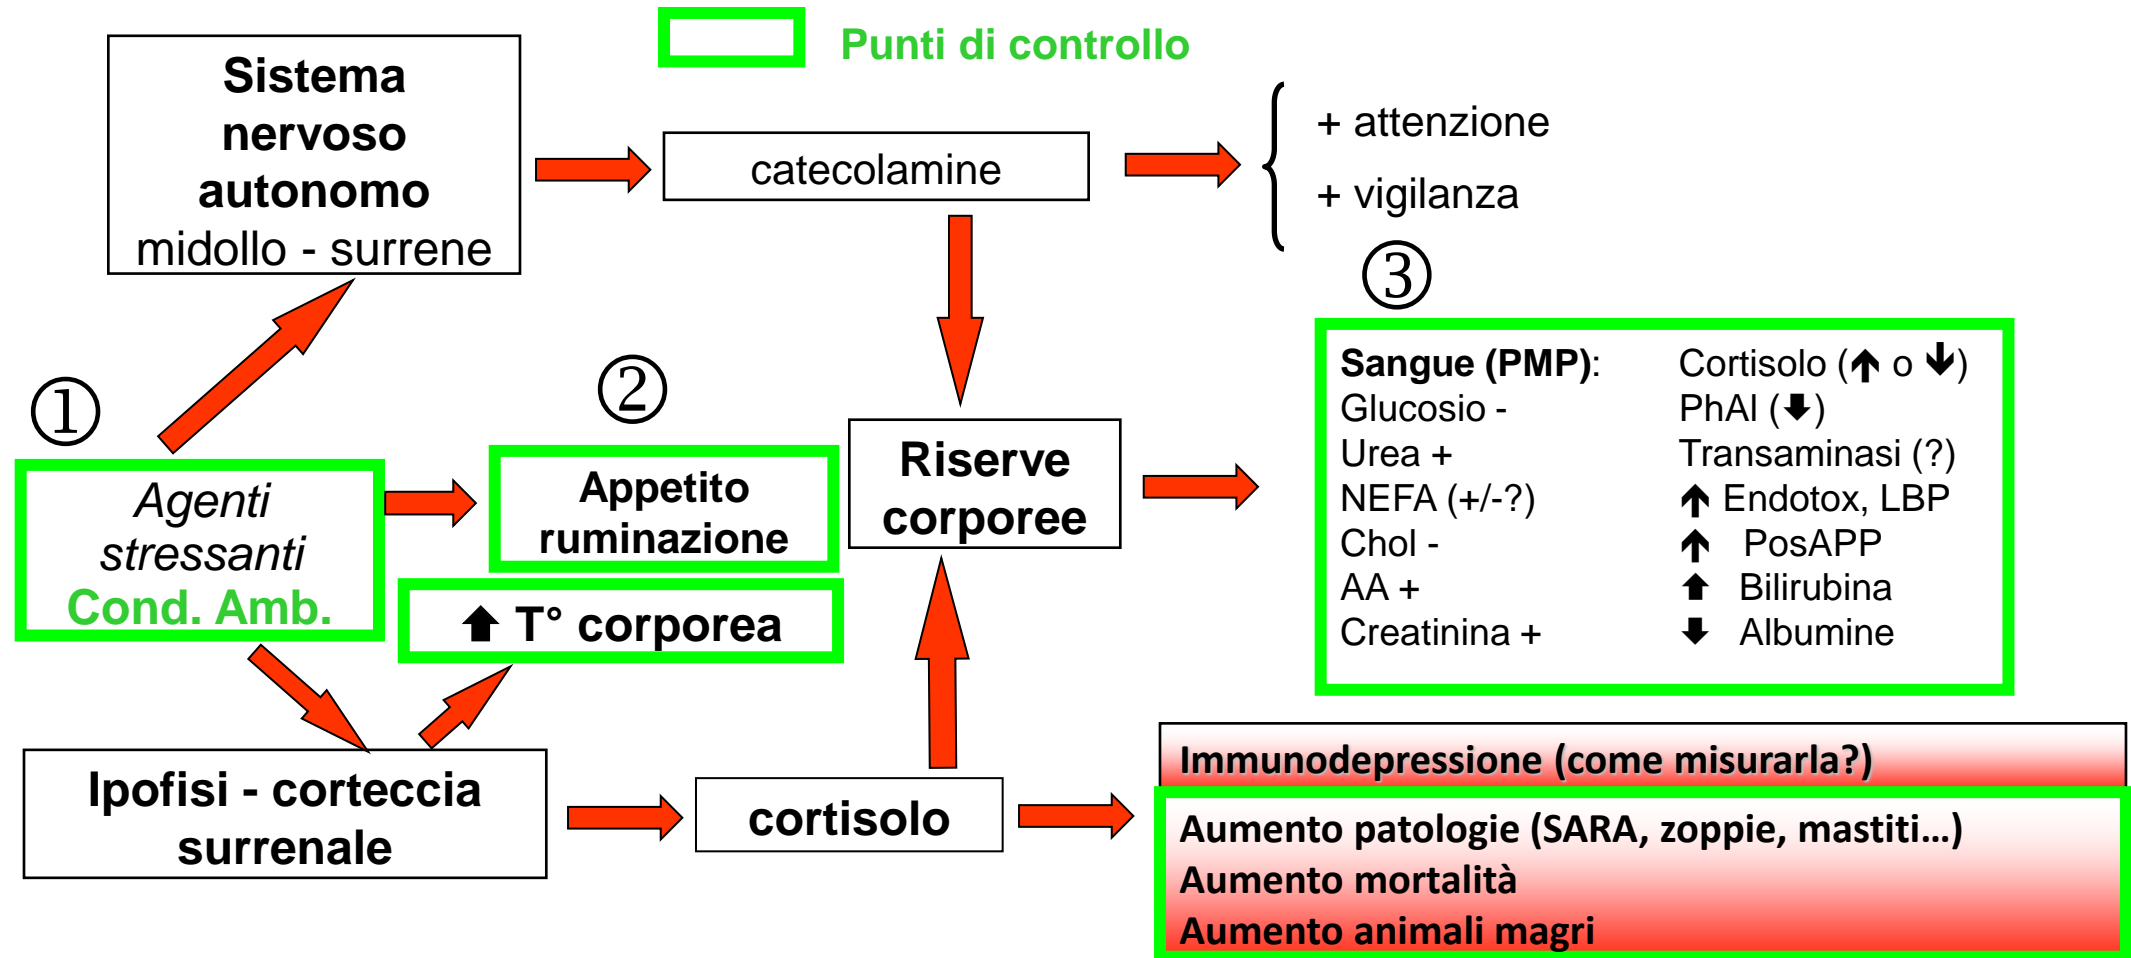 Punti di controllo
Sistema
nervoso
autonomo
midollo - surrene
catecolamine
+ attenzione
+ vigilanza
①
②
③
Agenti
stressanti
Cond. Amb.
Appetito
ruminazione
⬆ T° corporea
Riserve
corporee
Sangue (PMP):
Glucosio -
Urea +
NEFA (+/-?)
Chol -
AA +
Creatinina +
Cortisolo (↑ o ↓)
PhAl (⬇)
Transaminasi (?)
↑ Endotox, LBP
↑ PosAPP
⬆ Bilirubina
⬇ Albumine
Ipofisi - corteccia
surrenale
cortisolo
Immunodepressione (come misurarla?)
Aumento patologie (SARA, zoppie, mastiti…)
Aumento mortalità
Aumento animali magri